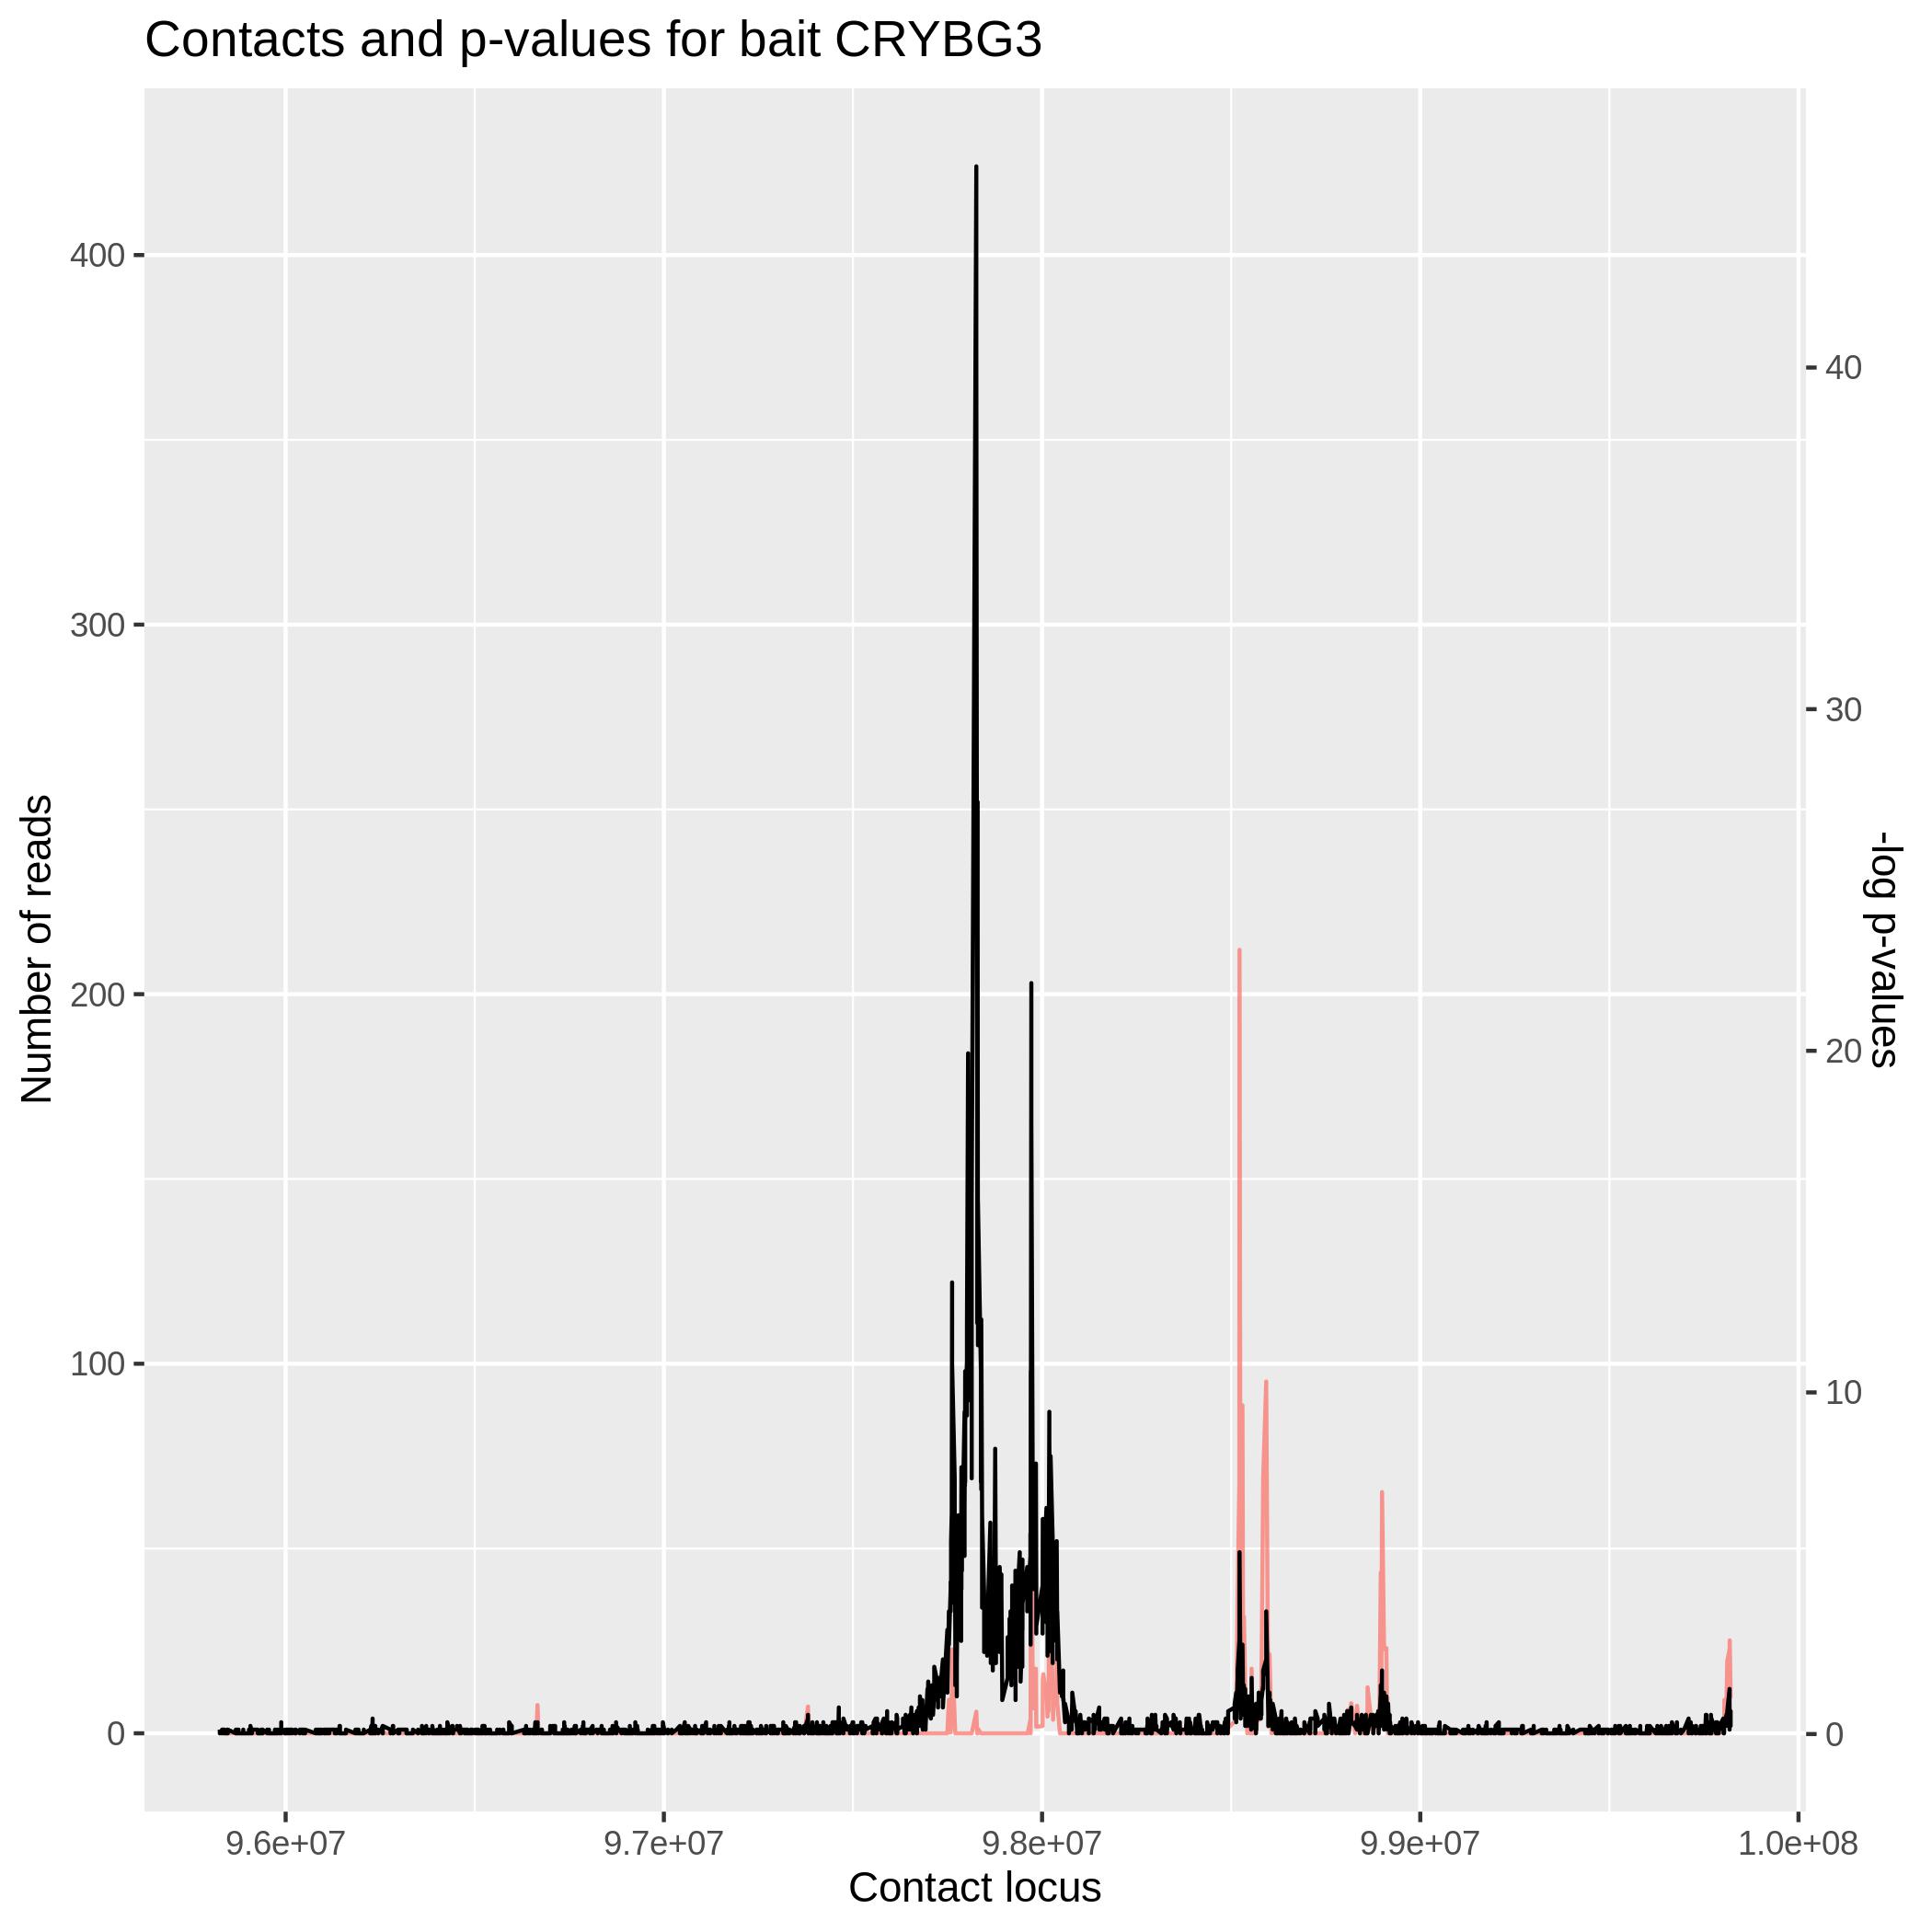 Contacts and p-values for bait CRYBG3
Number of reads
400
300
200
100
0
40
30
20
10
0
-log p-values
9.6e+07
9.7e+07
9.8e+07
9.9e+07
1.0e+08
Contact locus